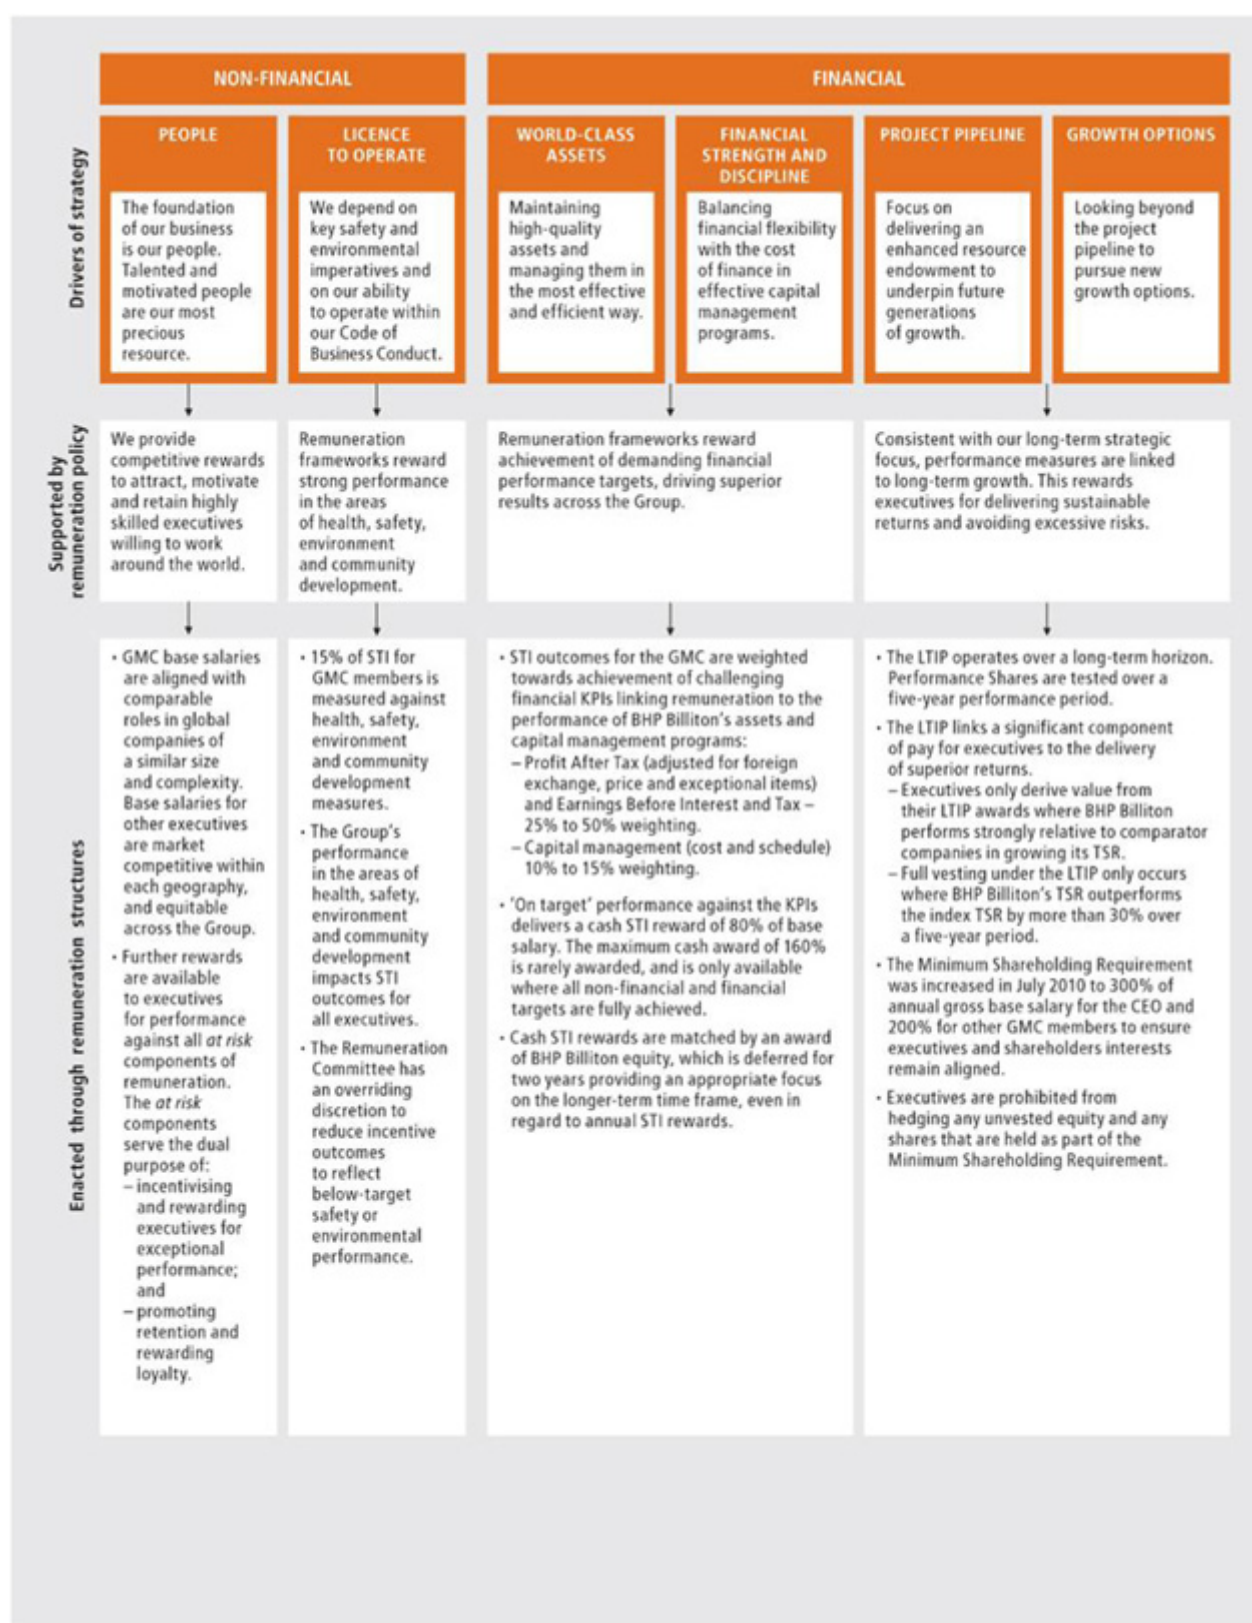 NON-FINANCIAL
FINANCIAL
Drivers of strategy
PEOPLE
The foundation
of our business
is our people.
Talented and
motivated people
are our most
precious
resource.
LICENCE
TO OPERATE
We depend on
key safety and
environmental
imperatives and
on our ability
to operate within
our Code of
Business Conduct.
WORLD-CLASS
ASSETS
Maintaining
high-quality
assets and
managing them in
the most effective
and efficient way.
FINANCIAL
STRENGTH AND
DISCIPLINE
Balancing
financial flexibility
with the cost
of finance in
effective capital
management
programs.
PROJECT PIPELINE
Focus on
delivering an
enhanced resource
endowment to
underpin future
generations
of growth.
GROWTH OPTIONS
Looking beyond
the project
pipeline to
pursue new
growth options.
Supported by
remuneration policy
We provide
competitive rewards
to attract, motivate
and retain highly
skilled executives
willing to work
around the world.
Remuneration
frameworks reward
strong performance
in the areas
of health, safety,
environment
and community
development.
Remuneration frameworks reward
achievement of demanding financial
performance targets, driving superior
results across the Group.
Consistent with our long-term strategic
focus, performance measures are linked
to long-term growth. This rewards
executives for delivering sustainable
returns and avoiding excessive risks.
Enacted through remuneration structures
· GMC base salaries
are aligned with
comparable
roles in global
companies of
a similar size
and complexity.
Base salaries for
other executives
are market
competitive within
each geography,
and equitable
across the Group.
· Further rewards
are available
to executives
for performance
against all at risk
components of
remuneration.
The at risk
components
serve the dual
purpose of:
– incentivising
and rewarding
executives for
exceptional
performance;
and
– promoting
retention and
rewarding
loyalty.
· 15% of STI for
GMC members is
measured against
health, safety,
environment
and community
development
measures.
· The Group's
performance
in the areas of
health, safety,
environment
and community
development
impacts STI
outcomes for
all executives.
· The Remuneration
Committee has
an overriding
discretion to
reduce incentive
outcomes
to reflect
below-target
safety or
environmental
performance.
· STI outcomes for the GMC are weighted
towards achievement of challenging
financial KPIs linking remuneration to the
performance of BHP Billiton's assets and
capital management programs:
– Profit After Tax (adjusted for foreign
exchange, price and exceptional items)
and Earnings Before Interest and Tax –
25% to 50% weighting.
– Capital management (cost and schedule)
10% to 15% weighting.
· 'On target' performance against the KPIs
delivers a cash STI reward of 80% of base
salary. The maximum cash award of 160%
is rarely awarded, and is only available
where all non-financial and financial
targets are fully achieved.
· Cash STI rewards are matched by an award
of BHP Billiton equity, which is deferred for
two years providing an appropriate focus
on the longer-term time frame, even in
regard to annual STI rewards.
· The LTIP operates over a long-term horizon.
Performance Shares are tested over a
five-year performance period.
· The LTIP links a significant component
of pay for executives to the delivery
of superior returns.
– Executives only derive value from
their LTIP awards where BHP Billiton
performs strongly relative to comparator
companies in growing its TSR.
– Full vesting under the LTIP only occurs
where BHP Billiton's TSR outperforms
the index TSR by more than 30% over
a five-year period.
· The Minimum Shareholding Requirement
was increased in July 2010 to 300% of
annual gross base salary for the CEO and
200% for other GMC members to ensure
executives and shareholders interests
remain aligned.
· Executives are prohibited from
hedging any unvested equity and any
shares that are held as part of the
Minimum Shareholding Requirement.